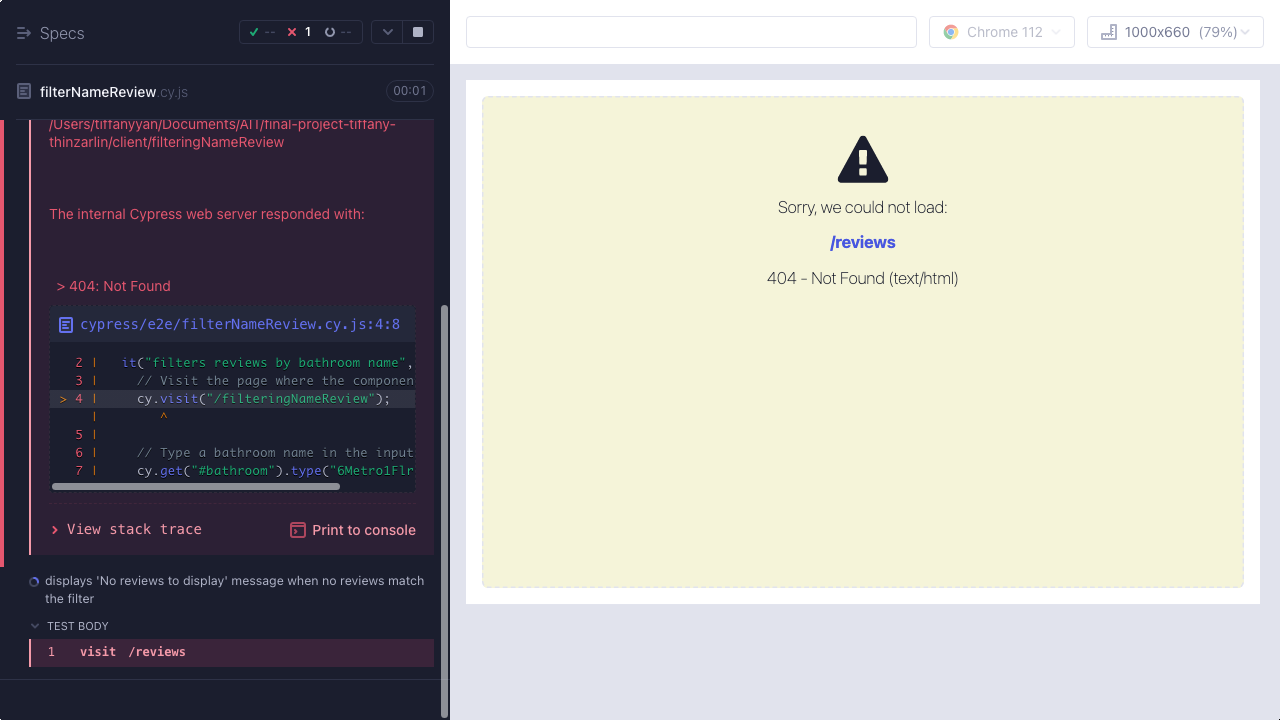 Specs
-- 1 --
Chrome 112
1000x660 (79%)
filterNameReview.cy.js
00:01
/Users/tiffanyyan/Documents/AIT/final-project-tiffany-
thinzarlin/client/filteringNameReview
The internal Cypress web server responded with:
> 404: Not Found
cypress/e2e/filterNameReview.cy.js:4:8
2 | it("filters reviews by bathroom name",
3 | // Visit the page where the componen
> 4 | cy.visit("/filteringNameReview");
| ^
5 |
6 | // Type a bathroom name in the input
7 | cy.get("#bathroom").type("6Metro1Flr
View stack trace
Print to console
displays 'No reviews to display' message when no reviews match
the filter
TEST BODY
1 visit /reviews
Sorry, we could not load:
/reviews
404 - Not Found (text/html)